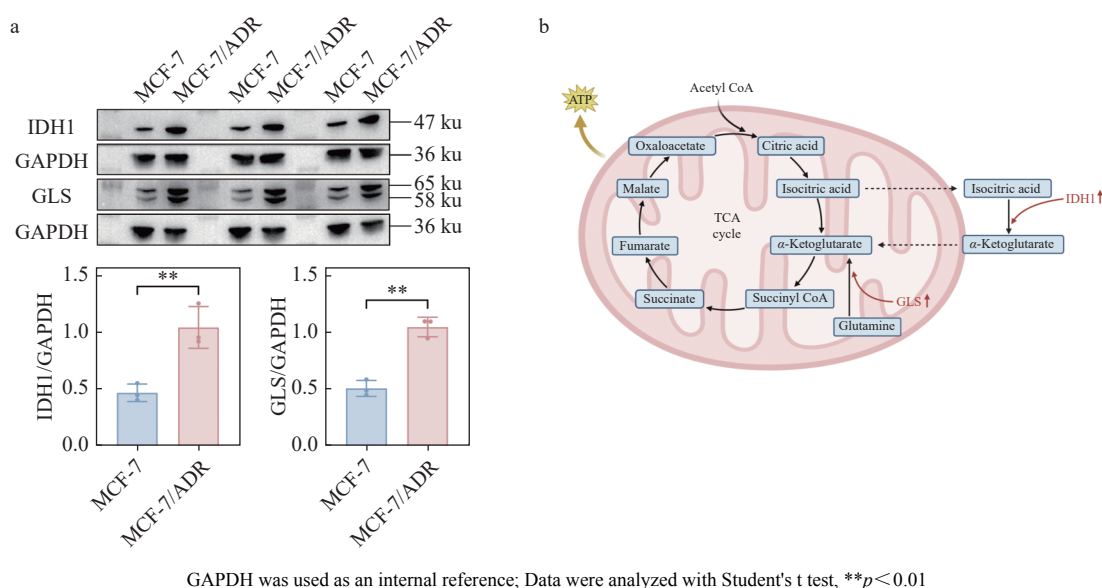 a
MCF-7
MCF-7/ADR
MCF-7
MCF-7/ADR
MCF-7
MCF-7/ADR
IDH1
47 ku
GAPDH
36 ku
GLS
65 ku
58 ku
GAPDH
36 ku
IDH1/GAPDH
1.5
1.0
0.5
0.0
**
MCF-7
MCF-7/ADR
GLS/GAPDH
1.5
1.0
0.5
0.0
**
MCF-7
MCF-7/ADR
b
ATP
Acetyl CoA
Oxaloacetate
Citric acid
Malate
Isocitric acid
Isocitric acid
IDH1↑
TCA
cycle
Fumarate
α-Ketoglutarate
α-Ketoglutarate
Succinate
Succinyl CoA
GLS↑
Glutamine
GAPDH was used as an internal reference; Data were analyzed with Student's t test, **p＜0.01